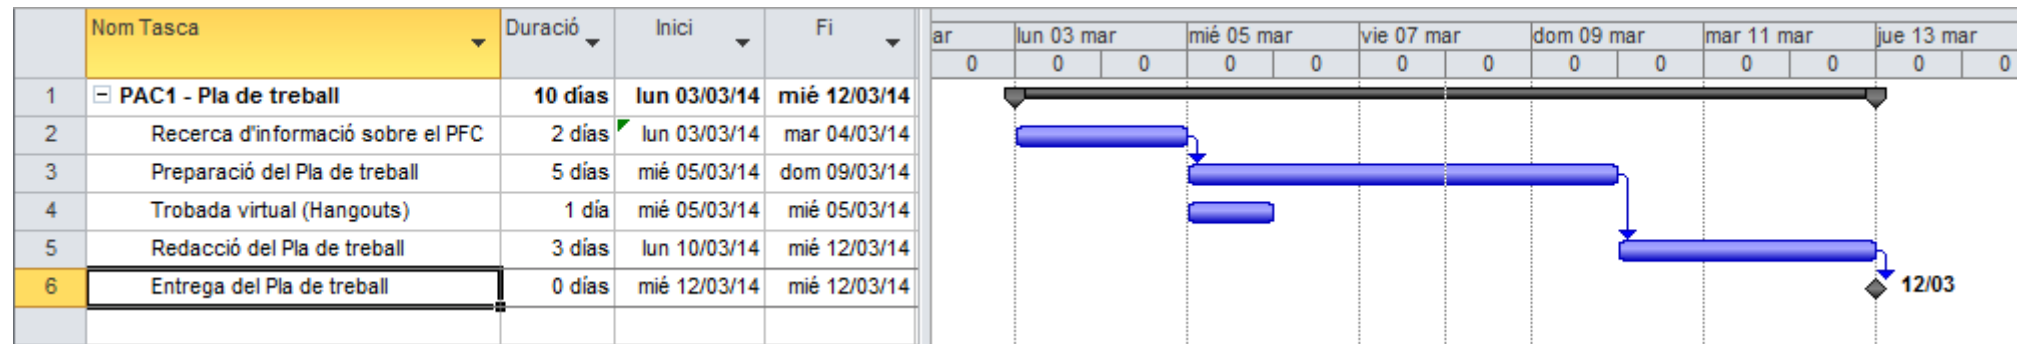 Nom Tasca Duració Inici Fi ar lun 03 mar mié 05 mar vie 07 mar dom 09 mar mar 11 mar jue 13 mar
0 0 0 0 0 0 0 0 0 0 0 0 0
1 PAC1 - Pla de treball 10 días lun 03/03/14 mié 12/03/14
2 Recerca d'informació sobre el PFC 2 días lun 03/03/14 mar 04/03/14
3 Preparació del Pla de treball 5 días mié 05/03/14 dom 09/03/14
4 Trobada virtual (Hangouts) 1 día mié 05/03/14 mié 05/03/14
5 Redacció del Pla de treball 3 días lun 10/03/14 mié 12/03/14
6 Entrega del Pla de treball 0 días mié 12/03/14 mié 12/03/14 12/03